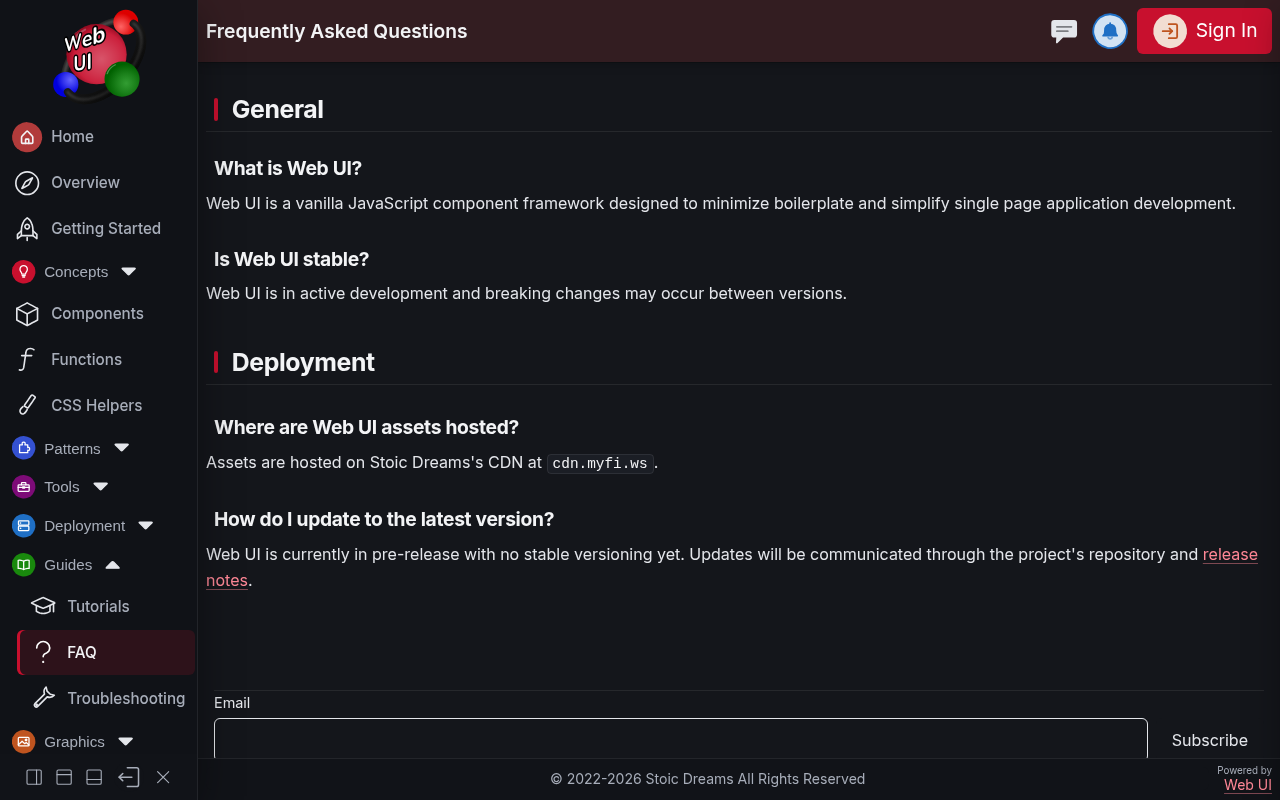 Web
UI
Home
Overview
Getting Started
Concepts
Components
Functions
CSS Helpers
Patterns
Tools
Deployment
Guides
Tutorials
FAQ
Troubleshooting
Graphics
Frequently Asked Questions
Sign In
General
What is Web UI?
Web UI is a vanilla JavaScript component framework designed to minimize boilerplate and simplify single page application development.
Is Web UI stable?
Web UI is in active development and breaking changes may occur between versions.
Deployment
Where are Web UI assets hosted?
Assets are hosted on Stoic Dreams's CDN at cdn.myfi.ws.
How do I update to the latest version?
Web UI is currently in pre-release with no stable versioning yet. Updates will be communicated through the project's repository and release
notes.
Email
Subscribe
© 2022-2026 Stoic Dreams All Rights Reserved
Powered by
Web UI